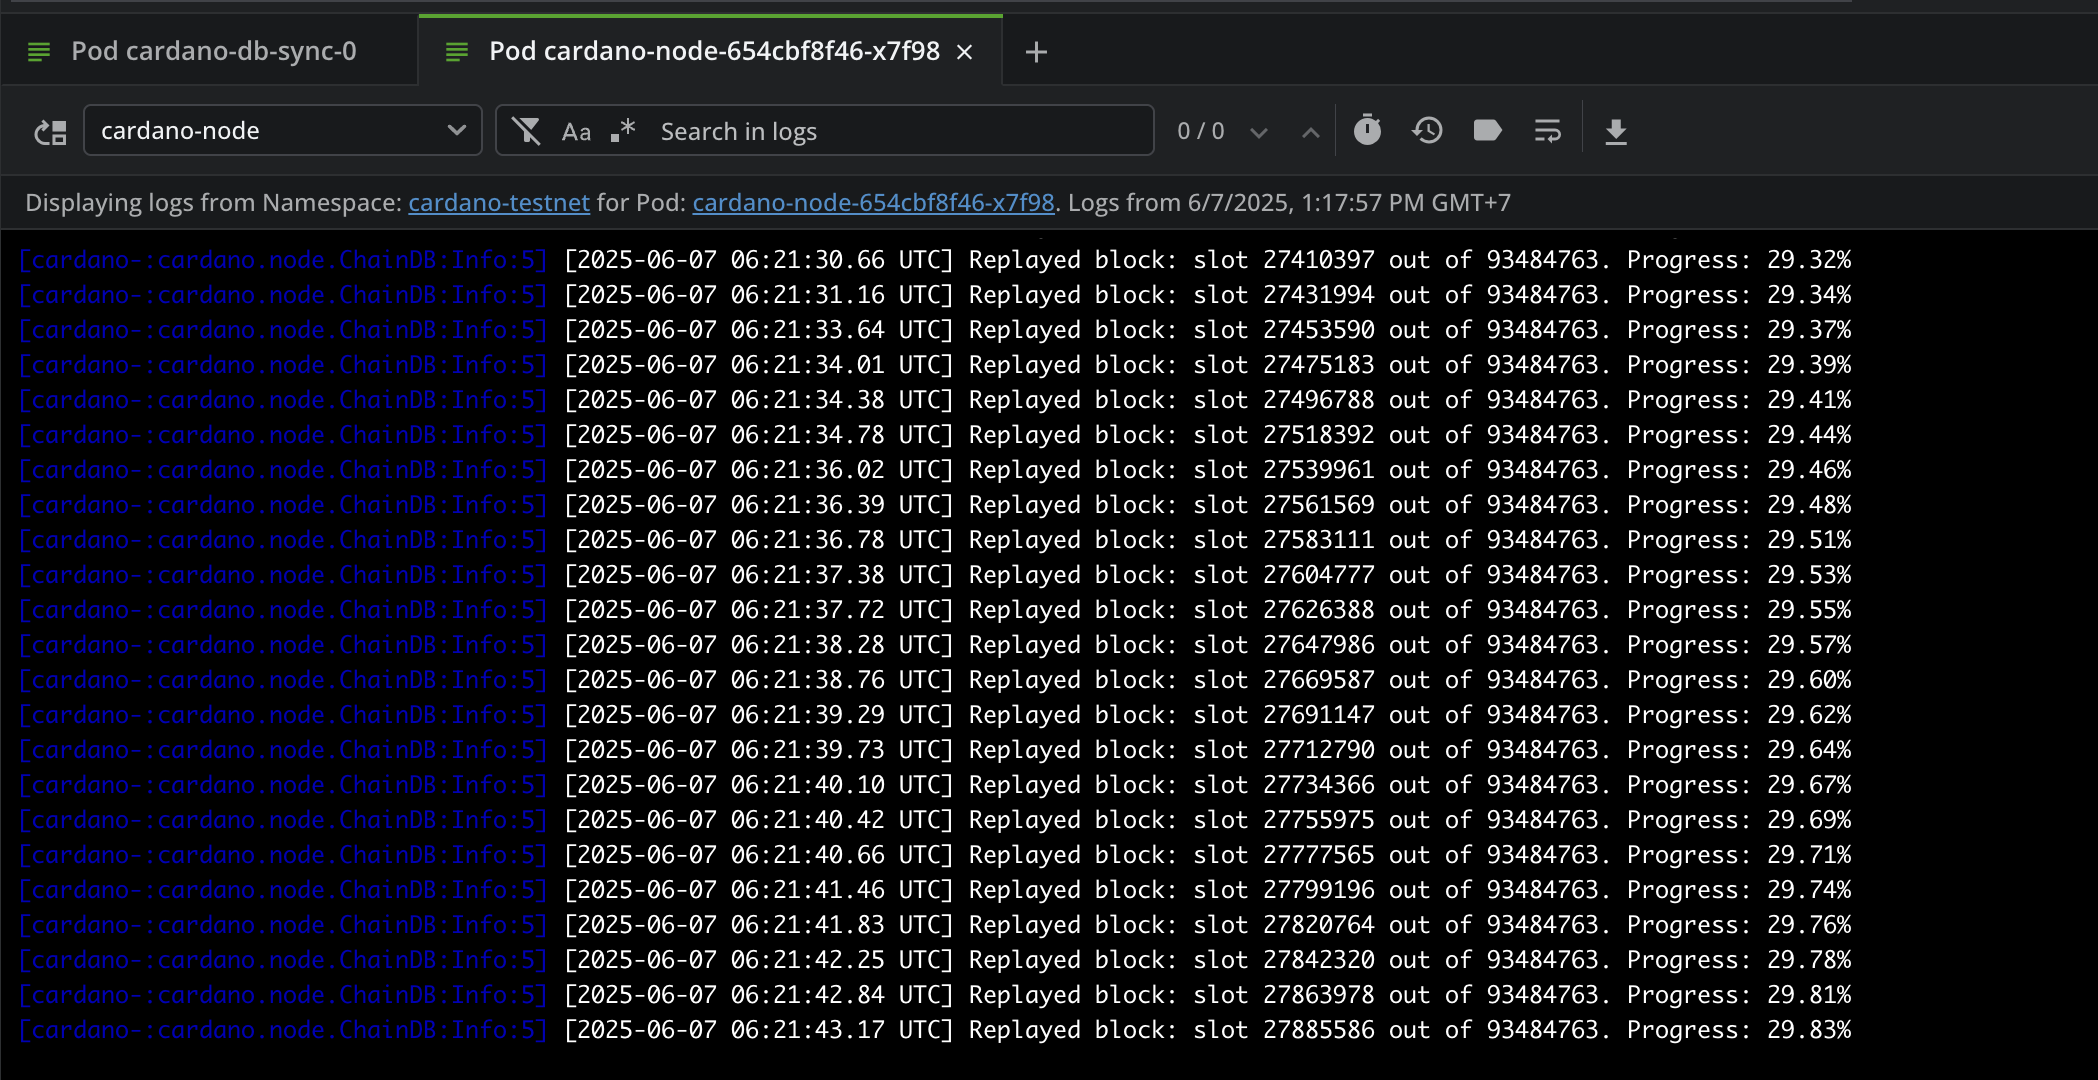 Pod cardano-db-sync-0 Pod cardano-node-654cbf8f46-x7f98
cardano-node Aa .* Search in logs 0 / 0
Displaying logs from Namespace: cardano-testnet for Pod: cardano-node-654cbf8f46-x7f98. Logs from 6/7/2025, 1:17:57 PM GMT+7
[cardano-:cardano.node.ChainDB:Info:5] [2025-06-07 06:21:30.66 UTC] Replayed block: slot 27410397 out of 93484763. Progress: 29.32%
[cardano-:cardano.node.ChainDB:Info:5] [2025-06-07 06:21:31.16 UTC] Replayed block: slot 27431994 out of 93484763. Progress: 29.34%
[cardano-:cardano.node.ChainDB:Info:5] [2025-06-07 06:21:33.64 UTC] Replayed block: slot 27453590 out of 93484763. Progress: 29.37%
[cardano-:cardano.node.ChainDB:Info:5] [2025-06-07 06:21:34.01 UTC] Replayed block: slot 27475183 out of 93484763. Progress: 29.39%
[cardano-:cardano.node.ChainDB:Info:5] [2025-06-07 06:21:34.38 UTC] Replayed block: slot 27496788 out of 93484763. Progress: 29.41%
[cardano-:cardano.node.ChainDB:Info:5] [2025-06-07 06:21:34.78 UTC] Replayed block: slot 27518392 out of 93484763. Progress: 29.44%
[cardano-:cardano.node.ChainDB:Info:5] [2025-06-07 06:21:36.02 UTC] Replayed block: slot 27539961 out of 93484763. Progress: 29.46%
[cardano-:cardano.node.ChainDB:Info:5] [2025-06-07 06:21:36.39 UTC] Replayed block: slot 27561569 out of 93484763. Progress: 29.48%
[cardano-:cardano.node.ChainDB:Info:5] [2025-06-07 06:21:36.78 UTC] Replayed block: slot 27583111 out of 93484763. Progress: 29.51%
[cardano-:cardano.node.ChainDB:Info:5] [2025-06-07 06:21:37.38 UTC] Replayed block: slot 27604777 out of 93484763. Progress: 29.53%
[cardano-:cardano.node.ChainDB:Info:5] [2025-06-07 06:21:37.72 UTC] Replayed block: slot 27626388 out of 93484763. Progress: 29.55%
[cardano-:cardano.node.ChainDB:Info:5] [2025-06-07 06:21:38.28 UTC] Replayed block: slot 27647986 out of 93484763. Progress: 29.57%
[cardano-:cardano.node.ChainDB:Info:5] [2025-06-07 06:21:38.76 UTC] Replayed block: slot 27669587 out of 93484763. Progress: 29.60%
[cardano-:cardano.node.ChainDB:Info:5] [2025-06-07 06:21:39.29 UTC] Replayed block: slot 27691147 out of 93484763. Progress: 29.62%
[cardano-:cardano.node.ChainDB:Info:5] [2025-06-07 06:21:39.73 UTC] Replayed block: slot 27712790 out of 93484763. Progress: 29.64%
[cardano-:cardano.node.ChainDB:Info:5] [2025-06-07 06:21:40.10 UTC] Replayed block: slot 27734366 out of 93484763. Progress: 29.67%
[cardano-:cardano.node.ChainDB:Info:5] [2025-06-07 06:21:40.42 UTC] Replayed block: slot 27755975 out of 93484763. Progress: 29.69%
[cardano-:cardano.node.ChainDB:Info:5] [2025-06-07 06:21:40.66 UTC] Replayed block: slot 27777565 out of 93484763. Progress: 29.71%
[cardano-:cardano.node.ChainDB:Info:5] [2025-06-07 06:21:41.46 UTC] Replayed block: slot 27799196 out of 93484763. Progress: 29.74%
[cardano-:cardano.node.ChainDB:Info:5] [2025-06-07 06:21:41.83 UTC] Replayed block: slot 27820764 out of 93484763. Progress: 29.76%
[cardano-:cardano.node.ChainDB:Info:5] [2025-06-07 06:21:42.25 UTC] Replayed block: slot 27842320 out of 93484763. Progress: 29.78%
[cardano-:cardano.node.ChainDB:Info:5] [2025-06-07 06:21:42.84 UTC] Replayed block: slot 27863978 out of 93484763. Progress: 29.81%
[cardano-:cardano.node.ChainDB:Info:5] [2025-06-07 06:21:43.17 UTC] Replayed block: slot 27885586 out of 93484763. Progress: 29.83%